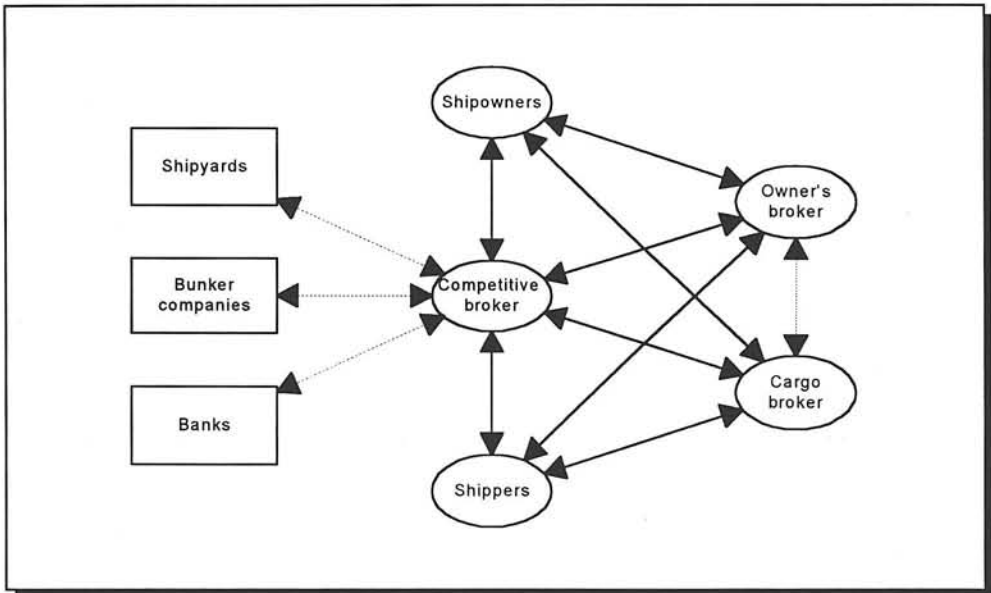 Shipowners
Shipyards
Owner's
broker
Bunker
companies
Competitive
broker
Cargo
broker
Banks
Shippers